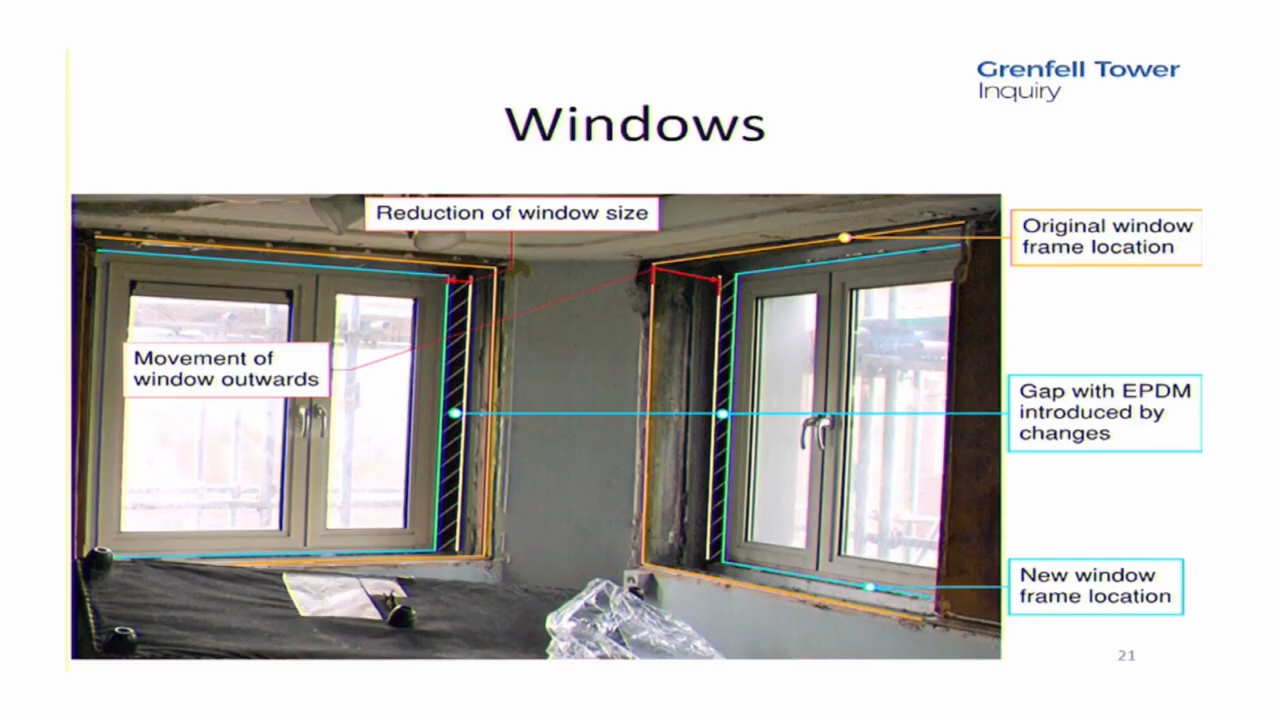 Grenfell Tower
Inquiry
Windows
Reduction of window size
Original window
frame location
Movement of
window outwards
Gap with EPDM
introduced by
changes
New window
frame location
21